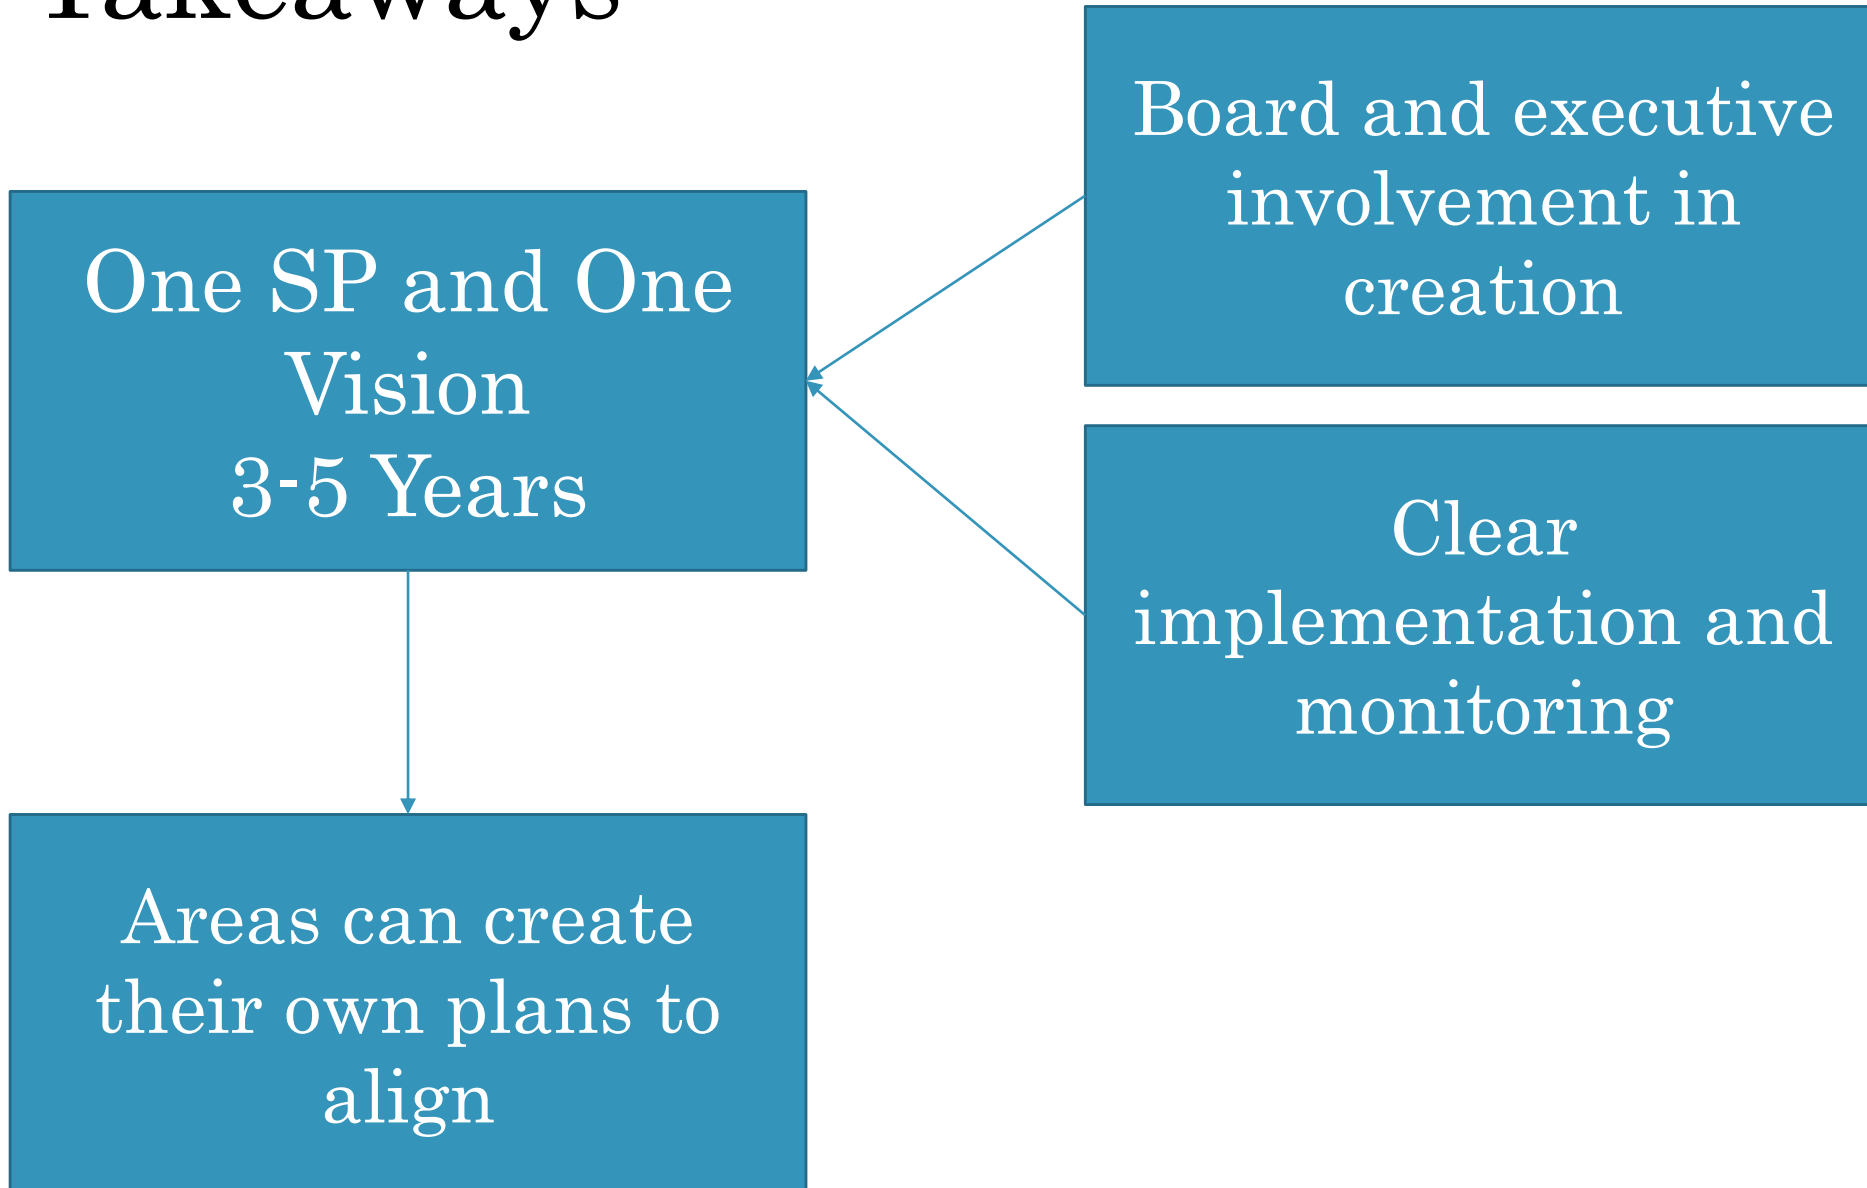 Takeaways
One SP and One
Vision
3-5 Years
Board and executive
involvement in
creation
Clear
implementation and
monitoring
Areas can create
their own plans to
align